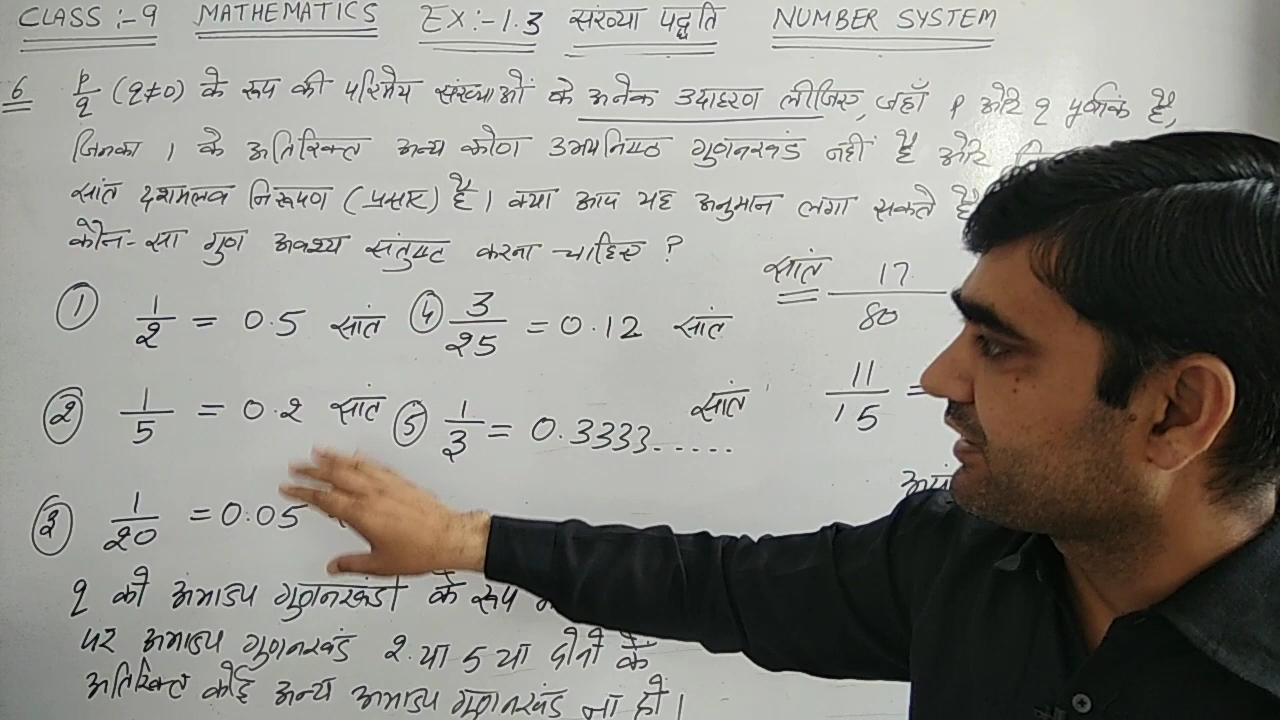 CLASS :- 9 MATHEMATICS EX:- 1.3 संख्या पद्धति NUMBER SYSTEM
6 p/q (q≠0) के रूप की परिमेय संख्याओं के अनेक उदाहरण लीजिए, जहाँ p और q पूर्णांक है,
जिनका 1 के अतिरिक्त अन्य कोण उभयनिष्ठ गुणनखंड नहीं है और
सांत दशमलव निरूपण (प्रसार) है। क्या आप यह अनुमान लगा सकते है
कौन-सा गुण अवश्य संतुष्ट करना चाहिए ?
① 1/2 = 0.5 सांत ④ 3/25 = 0.12 सांत
सांत 17/80
② 1/5 = 0.2 सांत ⑤ 1/3 = 0.3333..... सांत
11/15 =
③ 1/20 = 0.05
q की अभाज्य गुणनखंडों के रूप
पर अभाज्य गुणनखंड 2 या 5 या दोनों के
अतिरिक्त कोई अन्य अभाज्य गुणनखंड ना हो।